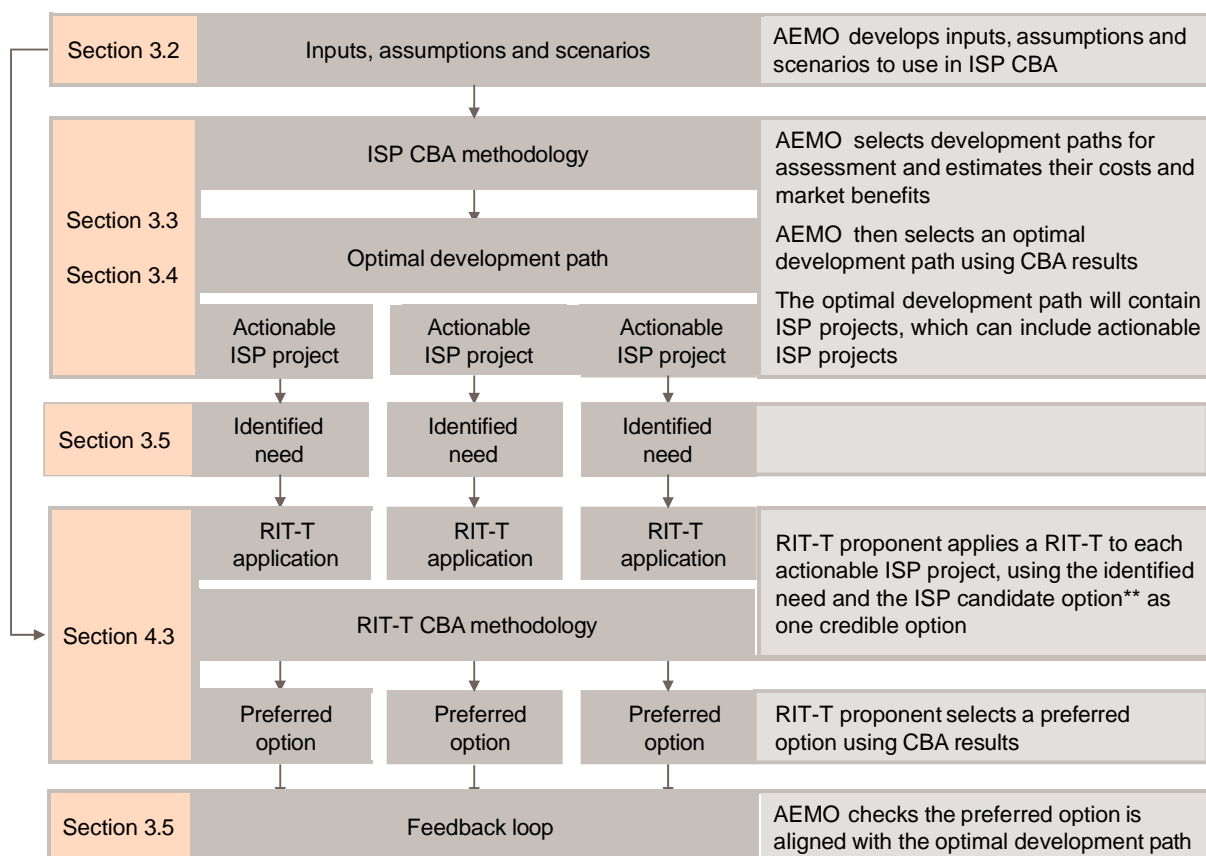 Section 3.2
Inputs, assumptions and scenarios
AEMO develops inputs, assumptions and
scenarios to use in ISP CBA
Section 3.3
Section 3.4
ISP CBA methodology
Optimal development path
AEMO selects development paths for
assessment and estimates their costs and
market benefits
AEMO then selects an optimal
development path using CBA results
The optimal development path will contain
ISP projects, which can include actionable
ISP projects
Actionable
ISP project
Actionable
ISP project
Actionable
ISP project
Section 3.5
Identified
need
Identified
need
Identified
need
Section 4.3
RIT-T
application
RIT-T
application
RIT-T
application
RIT-T CBA methodology
RIT-T proponent applies a RIT-T to each
actionable ISP project, using the identified
need and the ISP candidate option** as
one credible option
Preferred
option
Preferred
option
Preferred
option
RIT-T proponent selects a preferred
option using CBA results
Section 3.5
Feedback loop
AEMO checks the preferred option is
aligned with the optimal development path